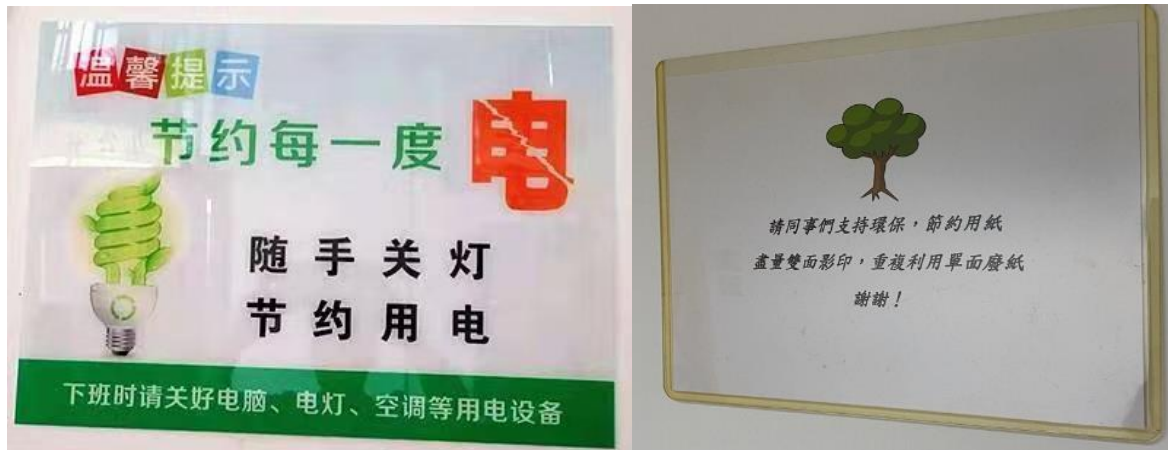 温馨提示
节约每一度电
随手关灯
节约用电
下班时请关好电脑、电灯、空调等用电设备
請同事們支持環保，節約用紙
盡量雙面影印，重複利用單面廢紙
謝謝！